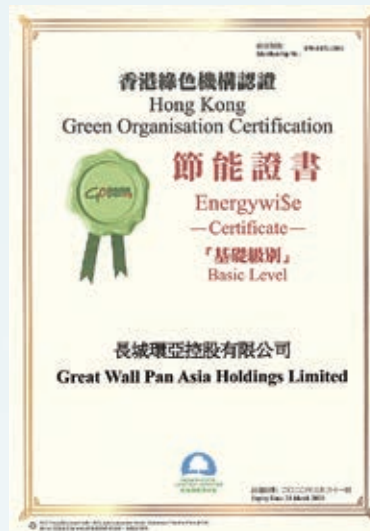 香港綠色機構認證
Hong Kong
Green Organisation Certification
Green
節能證書
Energywi$e
—Certificate—
「基礎級別」
Basic Level
長城環亞控股有限公司
Great Wall Pan Asia Holdings Limited